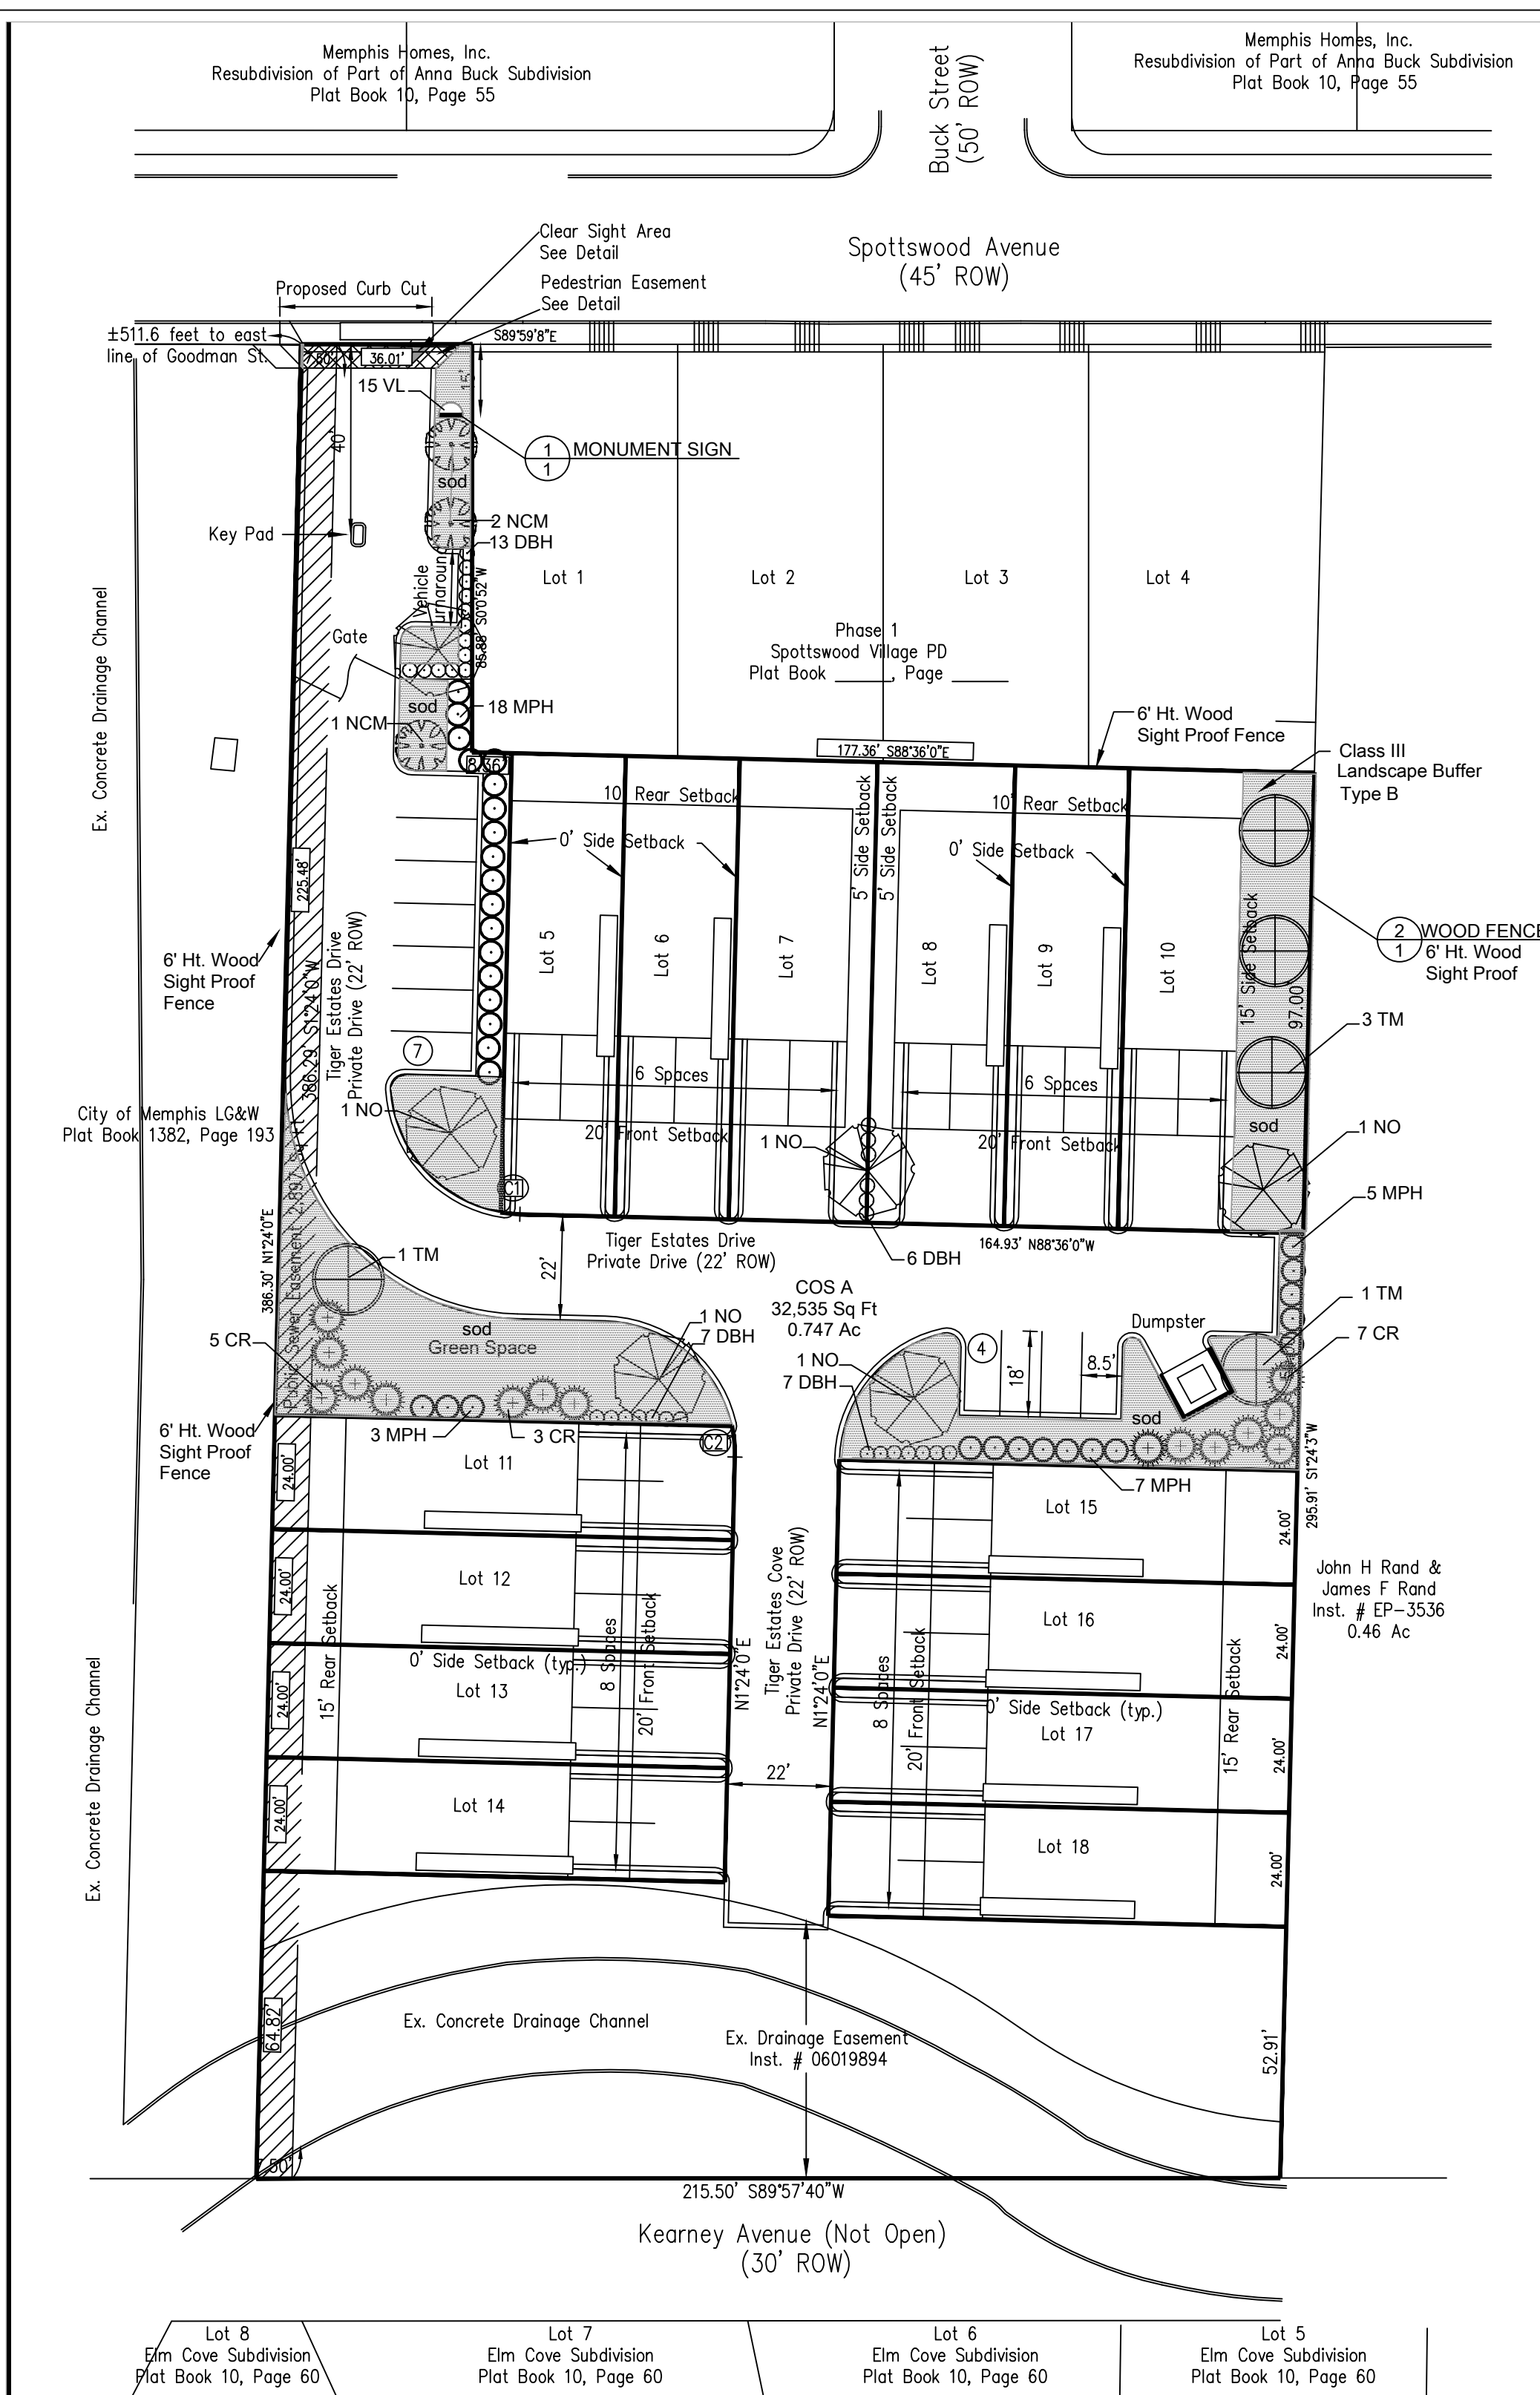 Memphis Homes, Inc.
Resubdivision of Part of Anna Buck Subdivision
Plat Book 10, Page 55
Buck Street
(50' ROW)
Memphis Homes, Inc.
Resubdivision of Part of Anna Buck Subdivision
Plat Book 10, Page 55
Clear Sight Area
See Detail
Spottswood Avenue
(45' ROW)
Pedestrian Easement
See Detail
Proposed Curb Cut
±511.6 feet to east
line of Goodman St.
S89°59'8"E
7.50'
36.01'
15'
15 VL
40'
1
1
MONUMENT SIGN
sod
2 NCM
13 DBH
Key Pad
Vehicle
85.88' S0°0'52"W
Gate
sod
18 MPH
1 NCM
8.36'
Lot 1
Lot 2
Lot 3
Lot 4
Phase 1
Spottswood Village PD
Plat Book _____, Page _____
Ex. Concrete Drainage Channel
6' Ht. Wood
Sight Proof Fence
177.36' S88°36'0"E
Class III
Landscape Buffer
Type B
10' Rear Setback
10' Rear Setback
0' Side Setback
0' Side Setback
5' Side Setback
5' Side Setback
225.48'
6' Ht. Wood
Sight Proof
Fence
386.29' S1°24'0"W
Tiger Estates Drive
Private Drive (22' ROW)
Lot 5
Lot 6
Lot 7
Lot 8
Lot 9
Lot 10
15' Side Setback
97.00'
2
1
WOOD FENCE
6' Ht. Wood
Sight Proof
3 TM
7
6 Spaces
6 Spaces
City of Memphis LG&W
Plat Book 1382, Page 193
1 NO
20' Front Setback
1 NO
20' Front Setback
sod
1 NO
C1
5 MPH
386.30' N1°24'0"E
Public Sewer Easement 2,897 Sq Ft
1 TM
22'
Tiger Estates Drive
Private Drive (22' ROW)
164.93' N88°36'0"W
6 DBH
COS A
32,535 Sq Ft
0.747 Ac
1 TM
Dumpster
7 CR
sod
Green Space
1 NO
7 DBH
5 CR
1 NO
7 DBH
4
18'
8.5'
sod
6' Ht. Wood
Sight Proof
Fence
3 MPH
3 CR
C2
7 MPH
295.91' S1°24'3"W
Lot 11
Lot 12
Lot 13
Lot 14
24.00'
24.00'
24.00'
24.00'
15' Rear Setback
0' Side Setback (typ.)
8 Spaces
20' Front Setback
N1°24'0"E
Tiger Estates Cove
Private Drive (22' ROW)
N1°24'0"E
22'
8 Spaces
20' Front Setback
Lot 15
Lot 16
0' Side Setback (typ.)
Lot 17
Lot 18
15' Rear Setback
24.00'
24.00'
24.00'
24.00'
John H Rand &
James F Rand
Inst. # EP-3536
0.46 Ac
Ex. Concrete Drainage Channel
64.82'
Ex. Concrete Drainage Channel
Ex. Drainage Easement
Inst. # 06019894
52.91'
7.50'
215.50' S89°57'40"W
Kearney Avenue (Not Open)
(30' ROW)
Lot 8
Elm Cove Subdivision
Plat Book 10, Page 60
Lot 7
Elm Cove Subdivision
Plat Book 10, Page 60
Lot 6
Elm Cove Subdivision
Plat Book 10, Page 60
Lot 5
Elm Cove Subdivision
Plat Book 10, Page 60